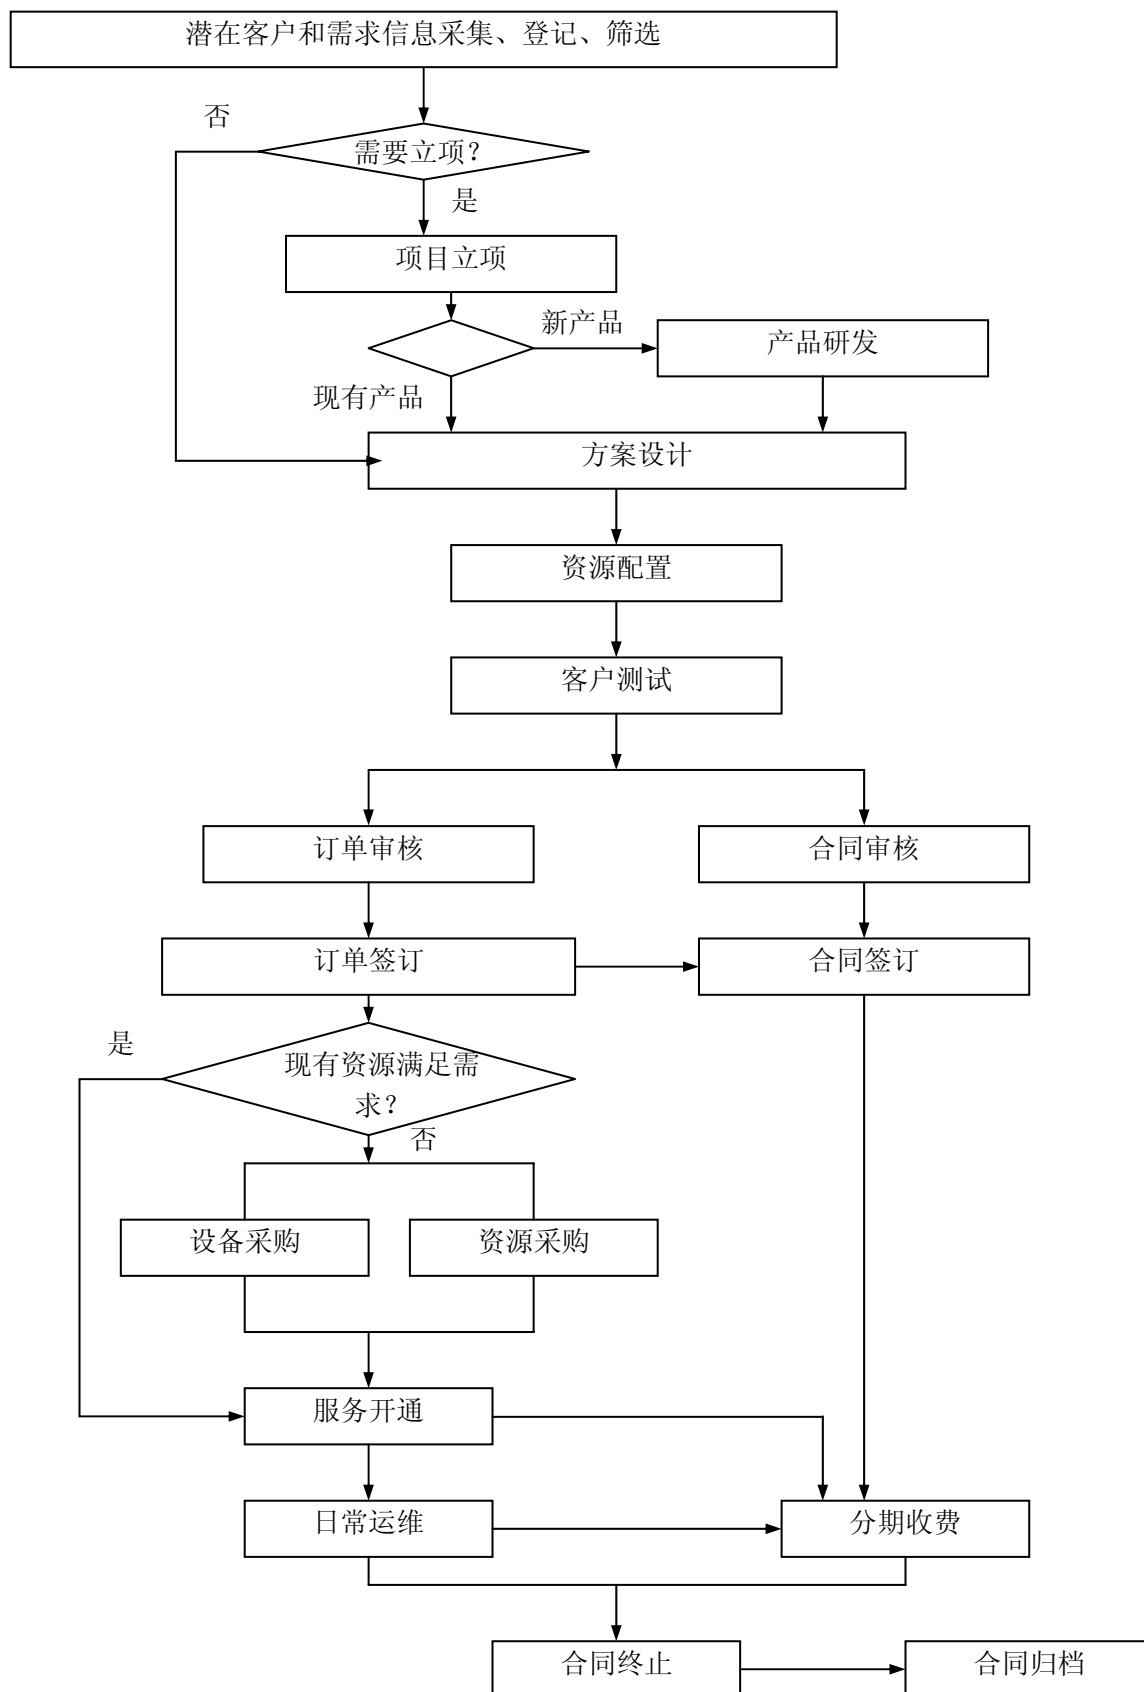 潜在客户和需求信息采集、登记、筛选
否
需要立项？
是
项目立项
新产品
产品研发
现有产品
方案设计
资源配置
客户测试
订单审核
合同审核
订单签订
合同签订
是
现有资源满足需
求？
否
设备采购
资源采购
服务开通
日常运维
分期收费
合同终止
合同归档